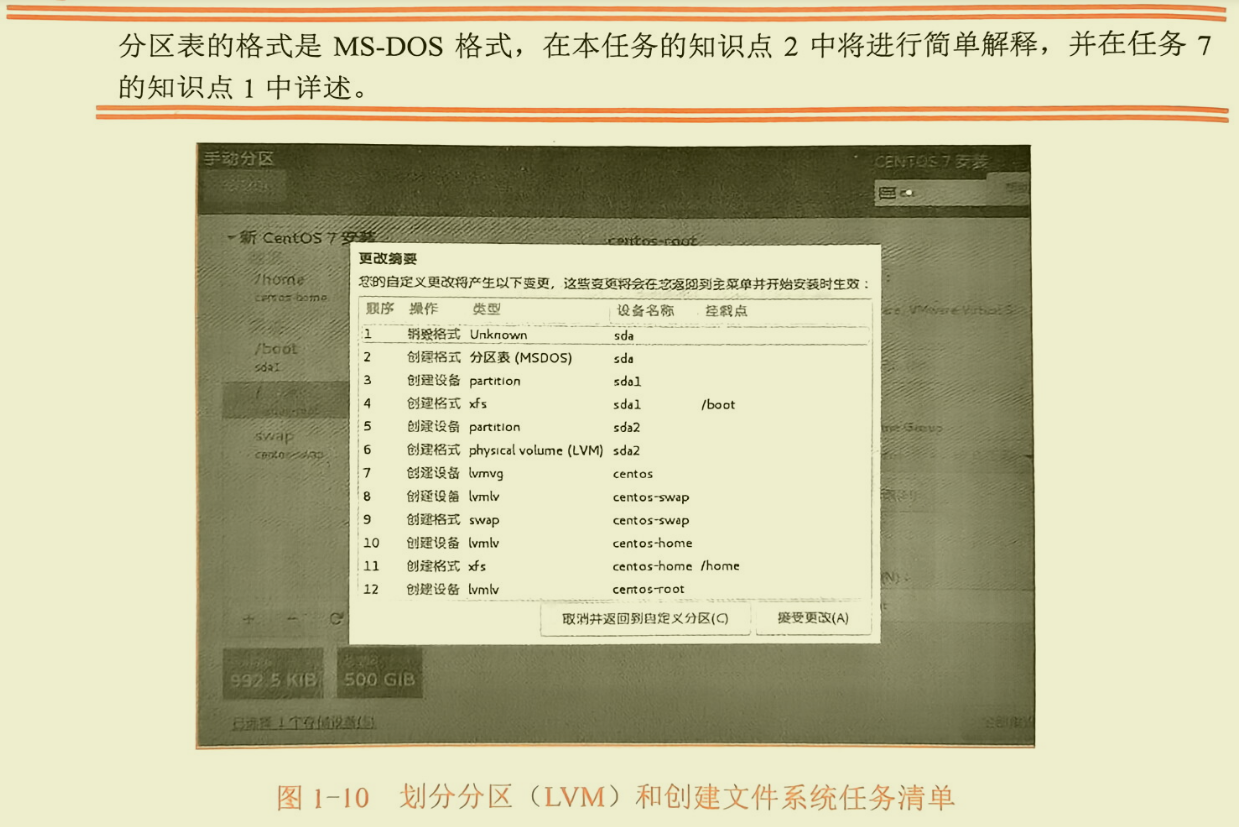 分区表的格式是 MS-DOS 格式，在本任务的知识点 2 中将进行简单解释，并在任务 7
的知识点 1 中详述。
手动分区
CENTOS 7 安装
新 CentOS 7 安装
centos-root
/home
centos-home
/boot
sda1
/
swap
centos-swap
更改摘要
您的自定义更改将产生以下变更，这些变更将会在您返回到主菜单并开始安装时生效：
顺序 操作 类型 设备名称 挂载点
1 销毁格式 Unknown sda
2 创建格式 分区表 (MSDOS) sda
3 创建设备 partition sda1
4 创建格式 xfs sda1 /boot
5 创建设备 partition sda2
6 创建格式 physical volume (LVM) sda2
7 创建设备 lvmvg centos
8 创建设备 lvmlv centos-swap
9 创建格式 swap centos-swap
10 创建设备 lvmlv centos-home
11 创建格式 xfs centos-home /home
12 创建设备 lvmlv centos-root
取消并返回到自定义分区(C) 接受更改(A)
992.5 KiB 500 GiB
已选择 1 个存储设备(S)
图 1-10 划分分区（LVM）和创建文件系统任务清单